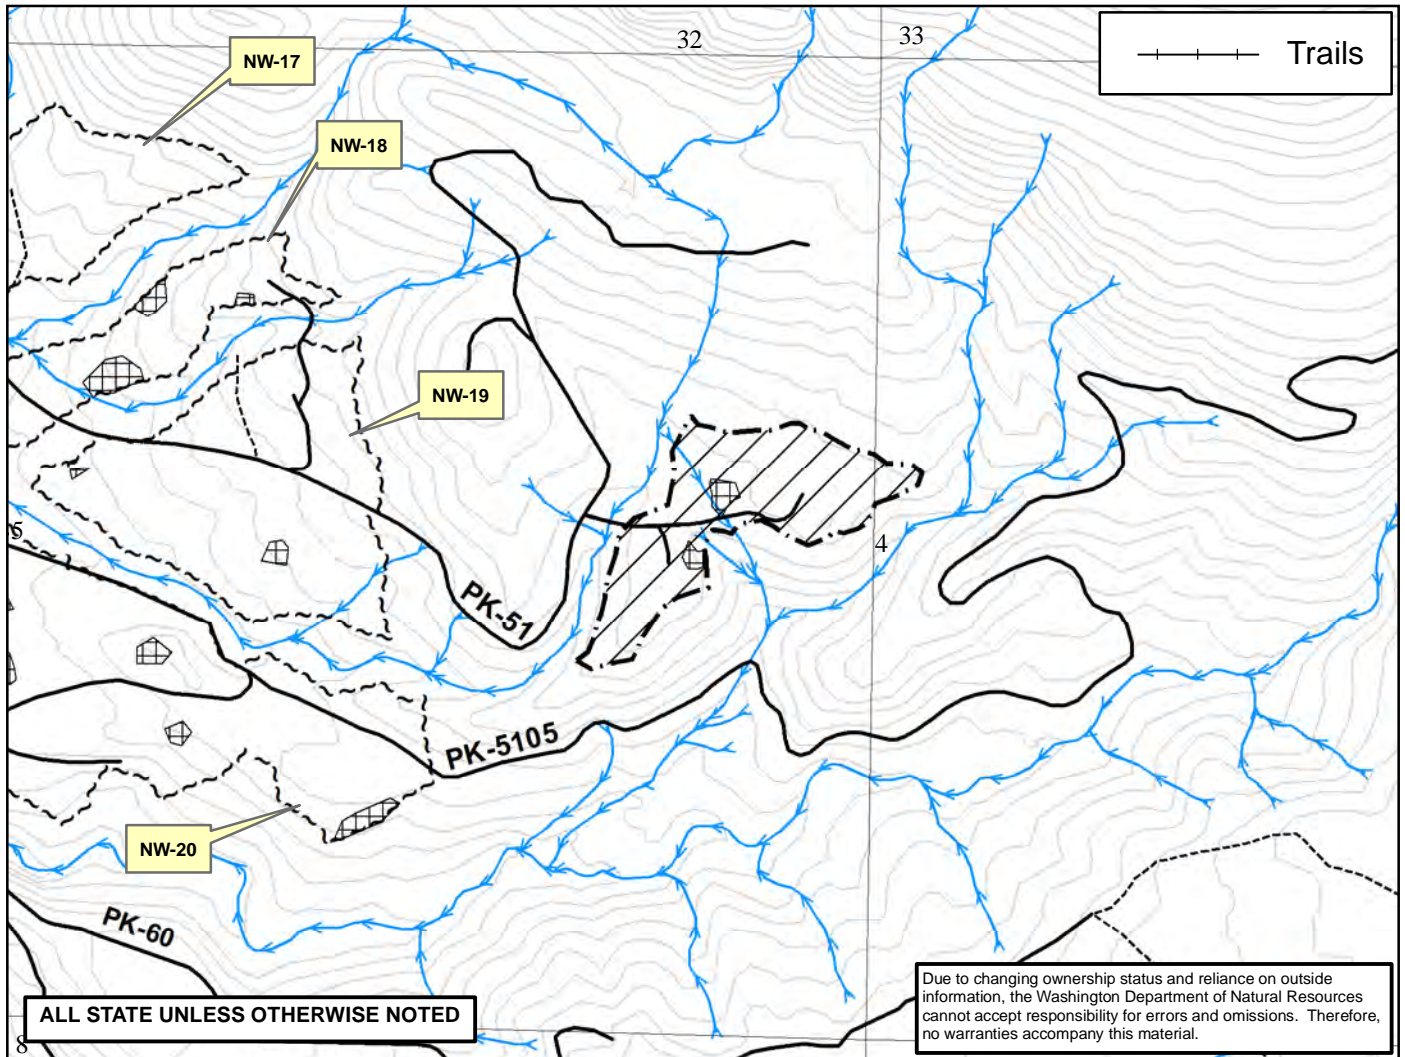 32
33
Trails
NW-17
NW-18
NW-19
5
4
PK-51
PK-5105
NW-20
PK-60
8
ALL STATE UNLESS OTHERWISE NOTED
Due to changing ownership status and reliance on outside
information, the Washington Department of Natural Resources
cannot accept responsibility for errors and omissions. Therefore,
no warranties accompany this material.